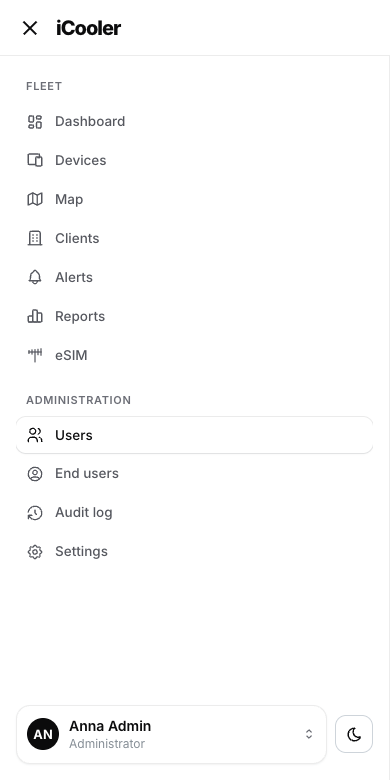 iCooler
FLEET
Dashboard
Devices
Map
Clients
Alerts
Reports
eSIM
ADMINISTRATION
Users
End users
Audit log
Settings
AN
Anna Admin
Administrator